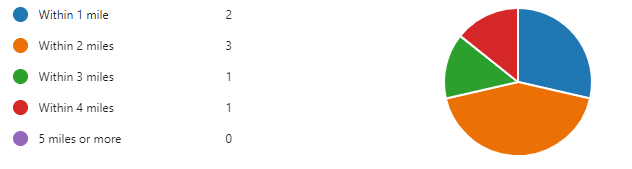 Within 1 mile 2
Within 2 miles 3
Within 3 miles 1
Within 4 miles 1
5 miles or more 0